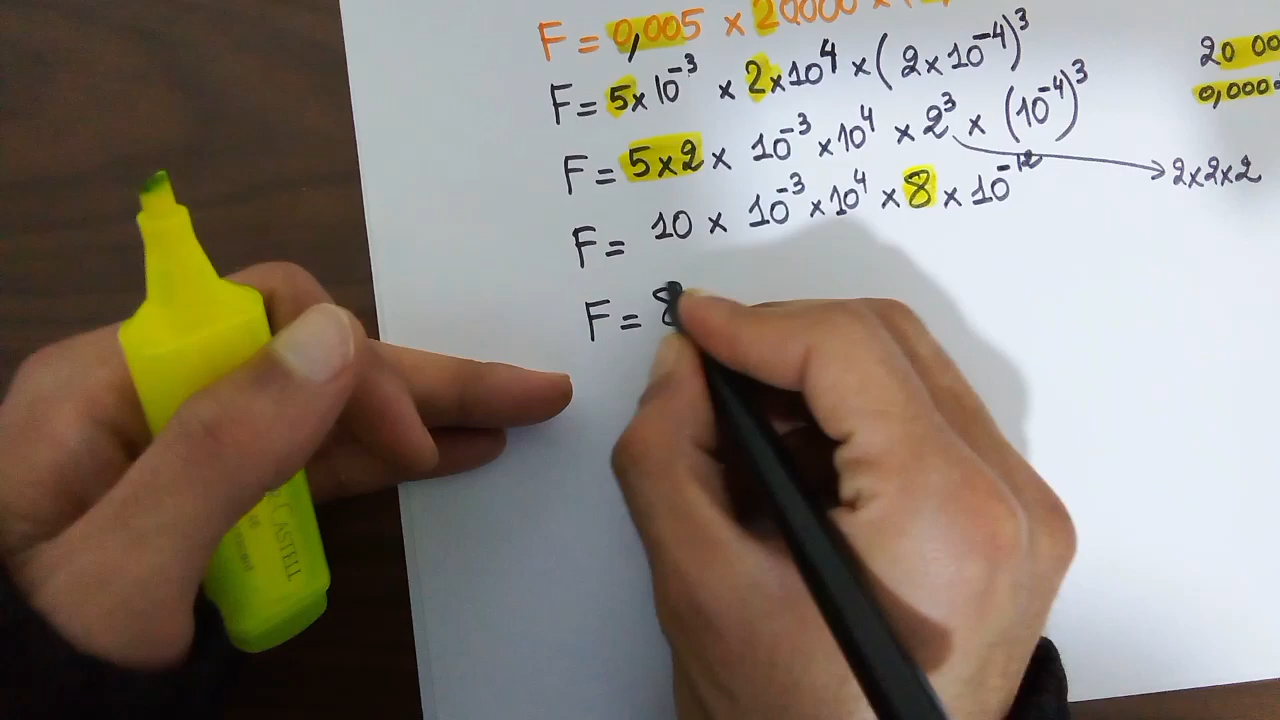 F = 0,005 × 20000 × (
F = 5 × 10⁻³ × 2 × 10⁴ × ( 2 × 10⁻⁴)³
F = 5 × 2 × 10⁻³ × 10⁴ × 2³ × (10⁻⁴)³
F = 10 × 10⁻³ × 10⁴ × 8 × 10⁻¹²
F = 8
20 00
0,000
2×2×2
CASTELL